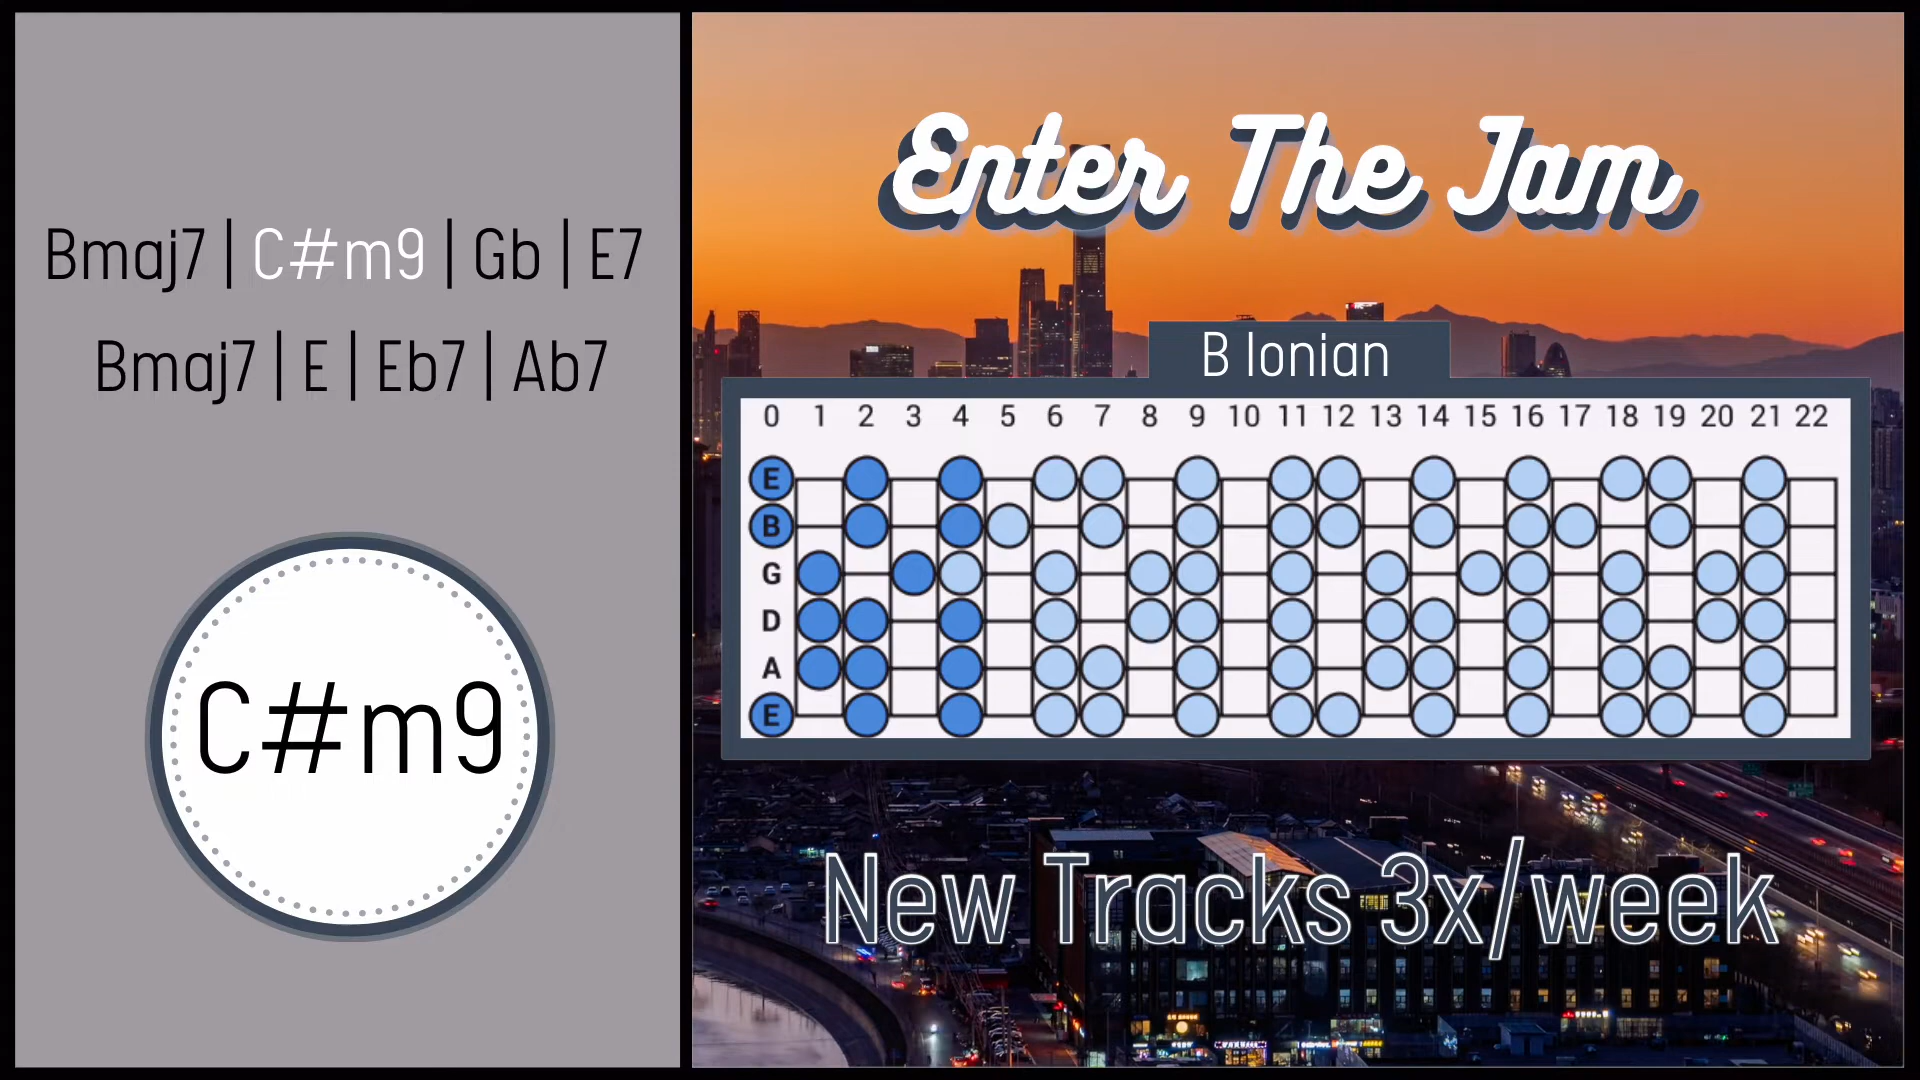 Bmaj7 | C#m9 | Gb | E7
Bmaj7 | E | Eb7 | Ab7
C#m9
Enter The Jam
B Ionian
0 1 2 3 4 5 6 7 8 9 10 11 12 13 14 15 16 17 18 19 20 21 22
E
B
G
D
A
E
New Tracks 3x/week